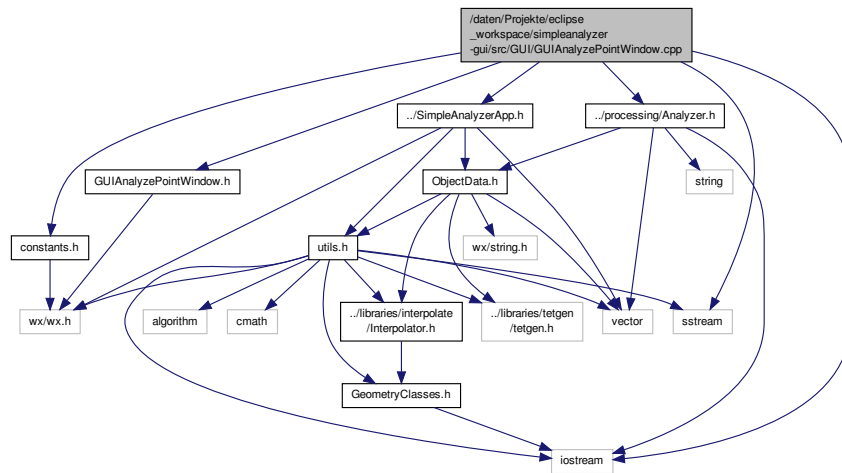 /daten/Projekte/eclipse
_workspace/simpleanalyzer
-gui/src/GUI/GUIAnalyzePointWindow.cpp
../SimpleAnalyzerApp.h
../processing/Analyzer.h
GUIAnalyzePointWindow.h
ObjectData.h
string
constants.h
utils.h
wx/string.h
wx/wx.h
algorithm
cmath
../libraries/interpolate
/Interpolator.h
../libraries/tetgen
/tetgen.h
vector
sstream
GeometryClasses.h
iostream